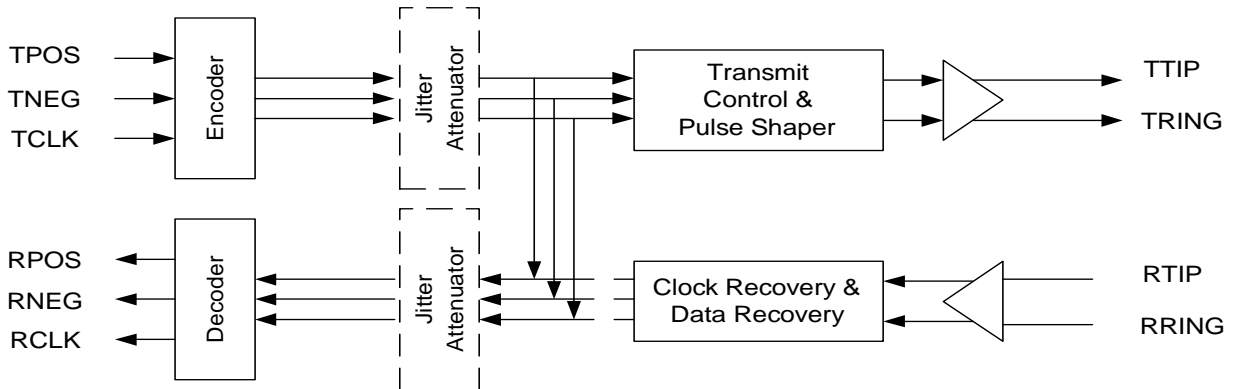 TPOS
TNEG
TCLK
Encoder
Jitter
Attenuator
Transmit
Control &
Pulse Shaper
TTIP
TRING
RPOS
RNEG
RCLK
Decoder
Jitter
Attenuator
Clock Recovery &
Data Recovery
RTIP
RRING